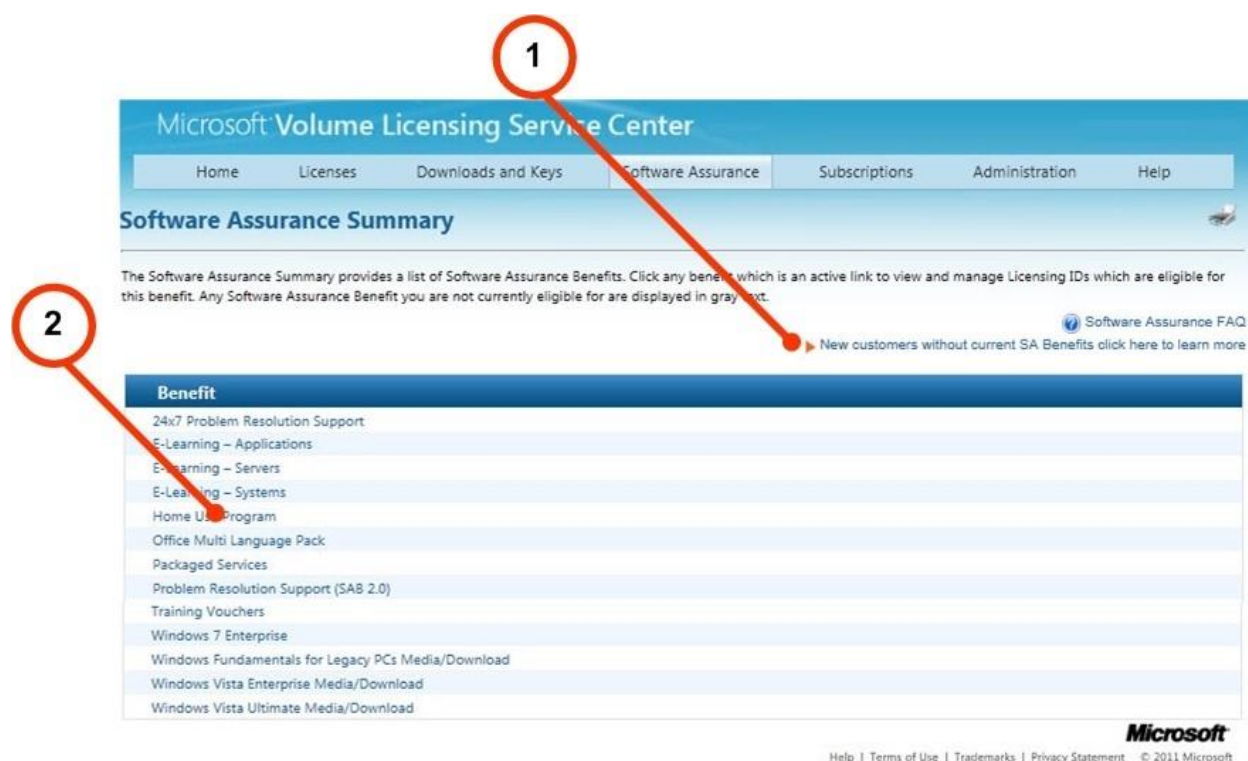 1
Microsoft Volume Licensing Service Center
Home Licenses Downloads and Keys Software Assurance Subscriptions Administration Help
Software Assurance Summary
The Software Assurance Summary provides a list of Software Assurance Benefits. Click any benefit which is an active link to view and manage Licensing IDs which are eligible for
this benefit. Any Software Assurance Benefit you are not currently eligible for are displayed in gray text.
2
Software Assurance FAQ
New customers without current SA Benefits click here to learn more
Benefit
24x7 Problem Resolution Support
E-Learning – Applications
E-Learning – Servers
E-Learning – Systems
Home Use Program
Office Multi Language Pack
Packaged Services
Problem Resolution Support (SAB 2.0)
Training Vouchers
Windows 7 Enterprise
Windows Fundamentals for Legacy PCs Media/Download
Windows Vista Enterprise Media/Download
Windows Vista Ultimate Media/Download
Microsoft
Help | Terms of Use | Trademarks | Privacy Statement © 2011 Microsoft